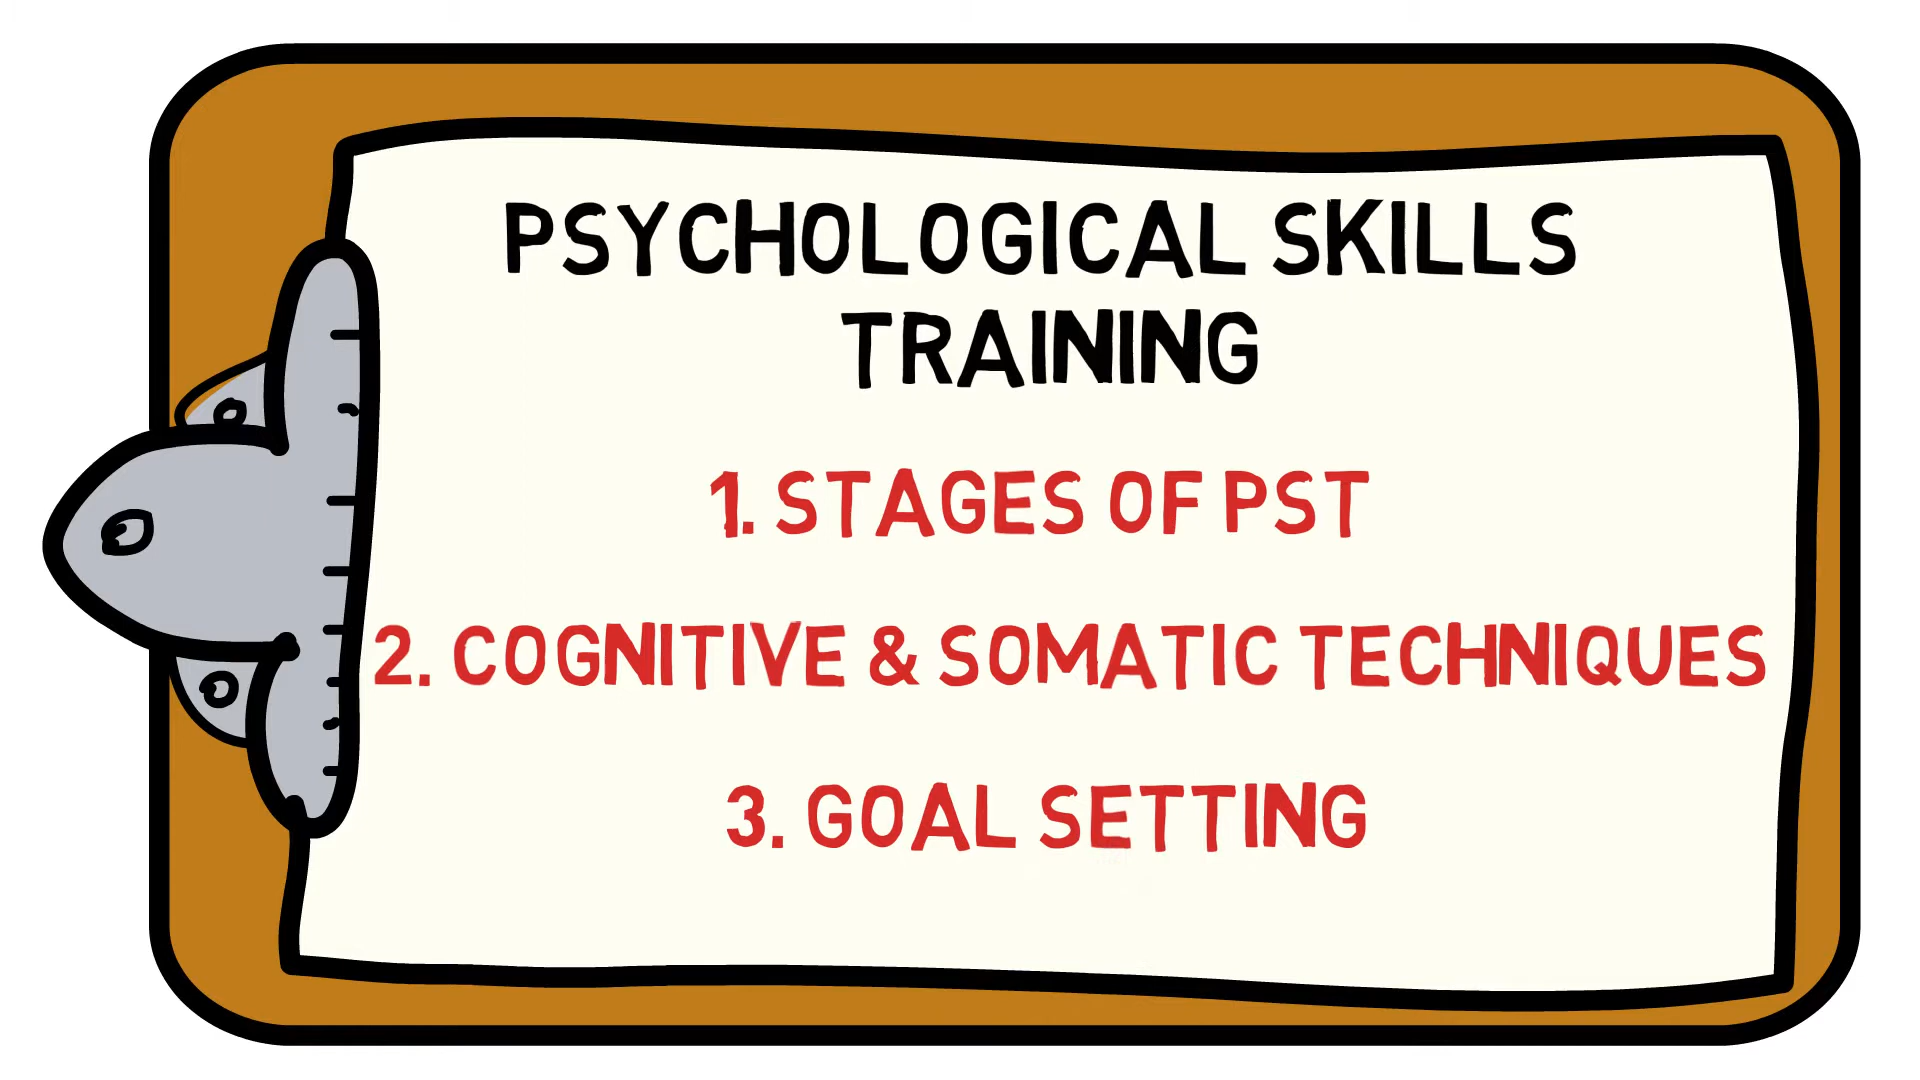 PSYCHOLOGICAL SKILLS
TRAINING
1. STAGES OF PST
2. COGNITIVE & SOMATIC TECHNIQUES
3. GOAL SETTING